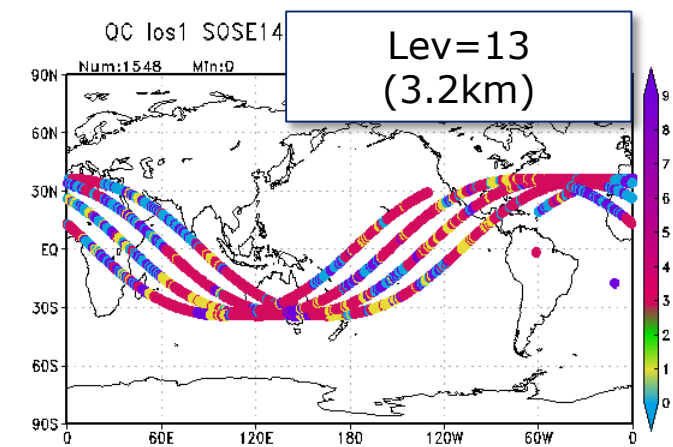 QC los1 SOSE14
Lev=13
(3.2km)
Num:1548 Min:0
90N
60N
30N
EQ
30S
60S
90S
0 60E 120E 180 120W 60W 0
9
8
7
6
5
4
3
2
1
0